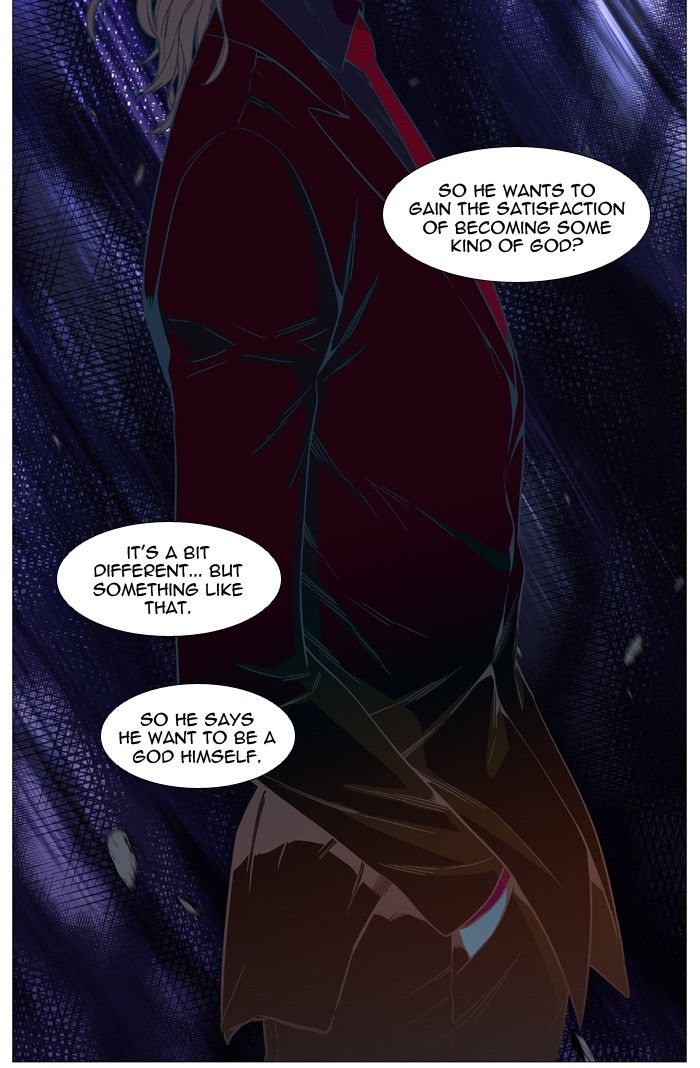 SO HE WANTS TO
GAIN THE SATISFACTION
OF BECOMING SOME
KIND OF GOD?
IT'S A BIT
DIFFERENT... BUT
SOMETHING LIKE
THAT.
SO HE SAYS
HE WANT TO BE A
GOD HIMSELF.